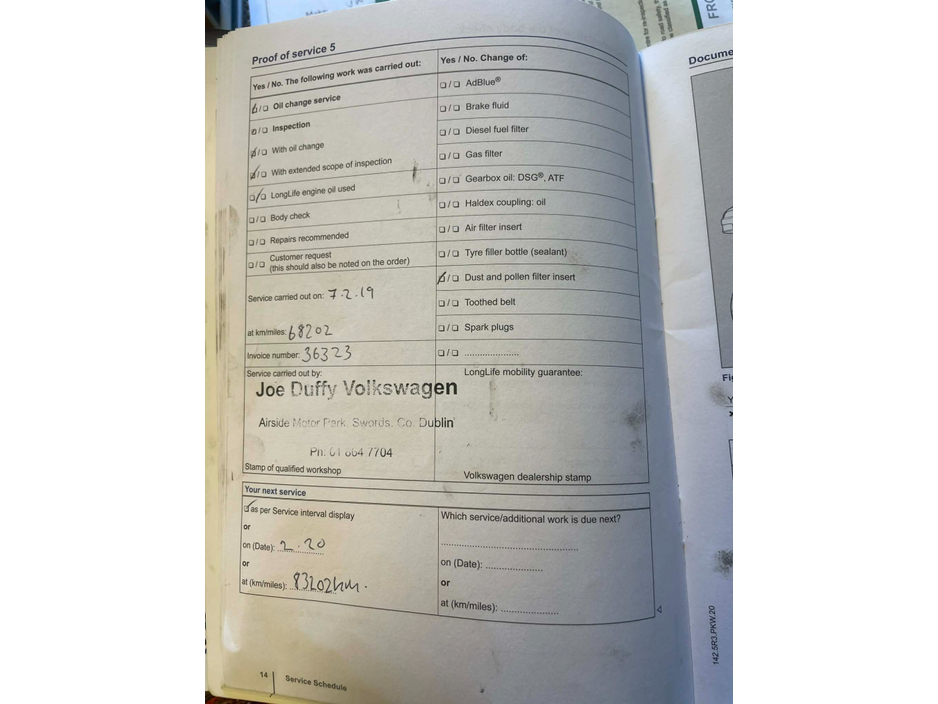 Proof of service 5
Yes / No. The following work was carried out:
❏ / ❏ Oil change service
❏ / ❏ Inspection
❏ / ❏ With oil change
❏ / ❏ With extended scope of inspection
❏ / ❏ LongLife engine oil used
❏ / ❏ Body check
❏ / ❏ Repairs recommended
❏ / ❏ Customer request
(this should also be noted on the order)
Service carried out on: 7.2.19
at km/miles: 68202
Invoice number: 36323
Service carried out by:
Joe Duffy Volkswagen
Airside Motor Park, Swords, Co. Dublin
Ph: 01 864 7704
Stamp of qualified workshop
Yes / No. Change of:
❏ / ❏ AdBlue®
❏ / ❏ Brake fluid
❏ / ❏ Diesel fuel filter
❏ / ❏ Gas filter
❏ / ❏ Gearbox oil: DSG®, ATF
❏ / ❏ Haldex coupling: oil
❏ / ❏ Air filter insert
❏ / ❏ Tyre filler bottle (sealant)
❏ / ❏ Dust and pollen filter insert
❏ / ❏ Toothed belt
❏ / ❏ Spark plugs
❏ / ❏ .....................
LongLife mobility guarantee:
Volkswagen dealership stamp
Your next service
❏ as per Service interval display
or
on (Date): 2.20
or
at (km/miles): 83202km.
Which service/additional work is due next?
on (Date): .....................
or
at (km/miles): .....................
14 Service Schedule
Docume
142.5R3.PKW.20